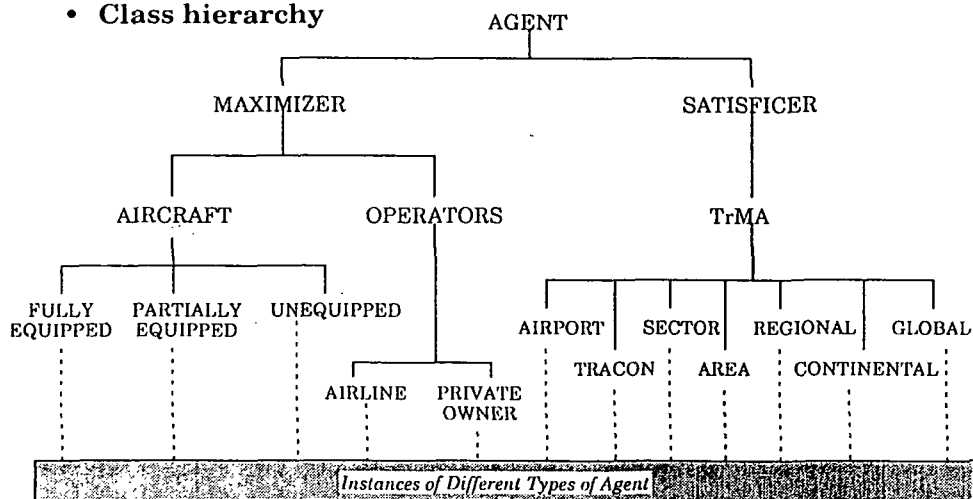 • Class hierarchy
AGENT
MAXIMIZER SATISFICER
AIRCRAFT OPERATORS TrMA
FULLY EQUIPPED PARTIALLY EQUIPPED UNEQUIPPED
AIRPORT SECTOR REGIONAL GLOBAL
TRACON AREA CONTINENTAL
AIRLINE PRIVATE OWNER
Instances of Different Types of Agent